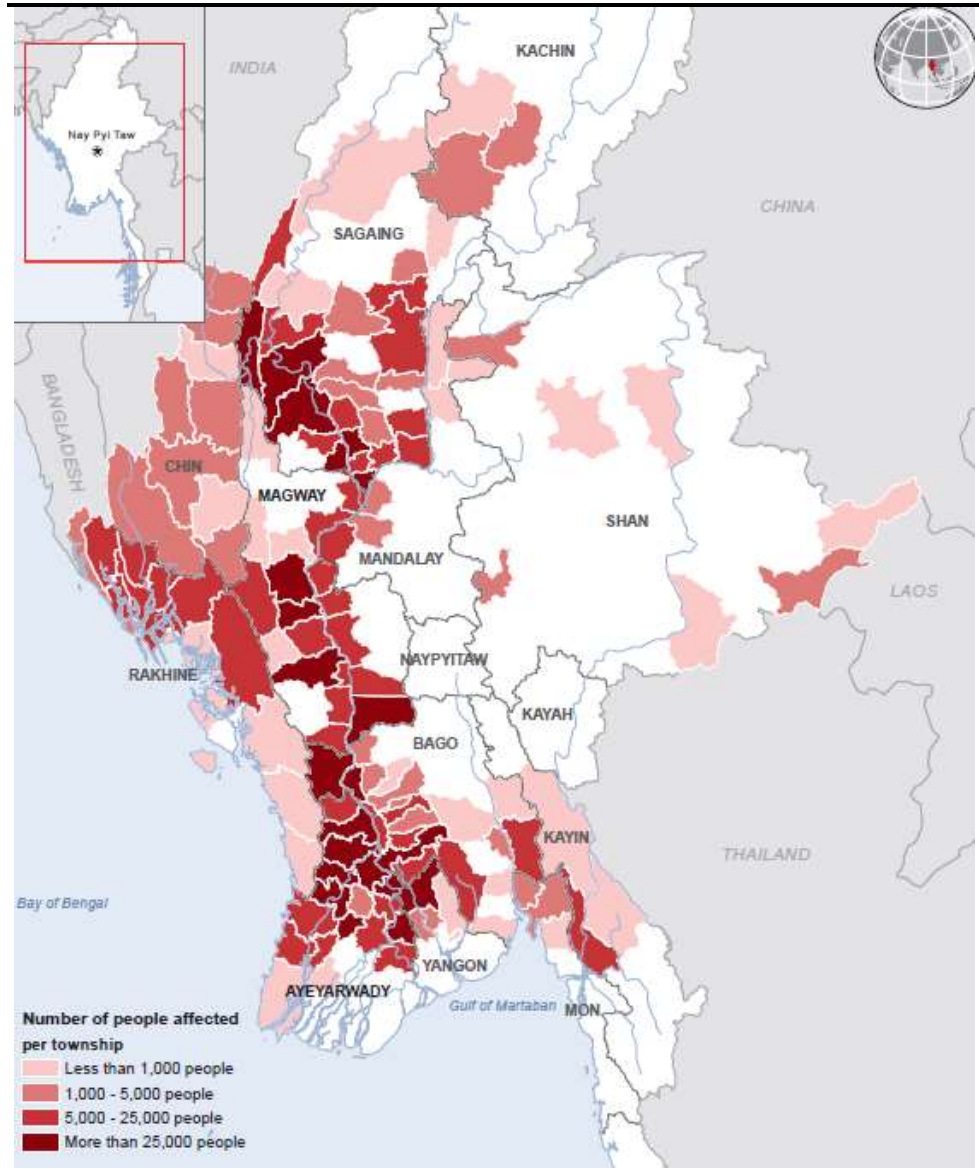 KACHIN
INDIA
Nay Pyi Taw
CHINA
SAGAING
BANGLADESH
CHIN
MAGWAY
SHAN
MANDALAY
LAOS
RAKHINE
NAYPYITAW
KAYAH
BAGO
KAYIN
THAILAND
Bay of Bengal
YANGON
AYEYARWADY
Gulf of Martaban
MON
Number of people affected
per township
Less than 1,000 people
1,000 - 5,000 people
5,000 - 25,000 people
More than 25,000 people